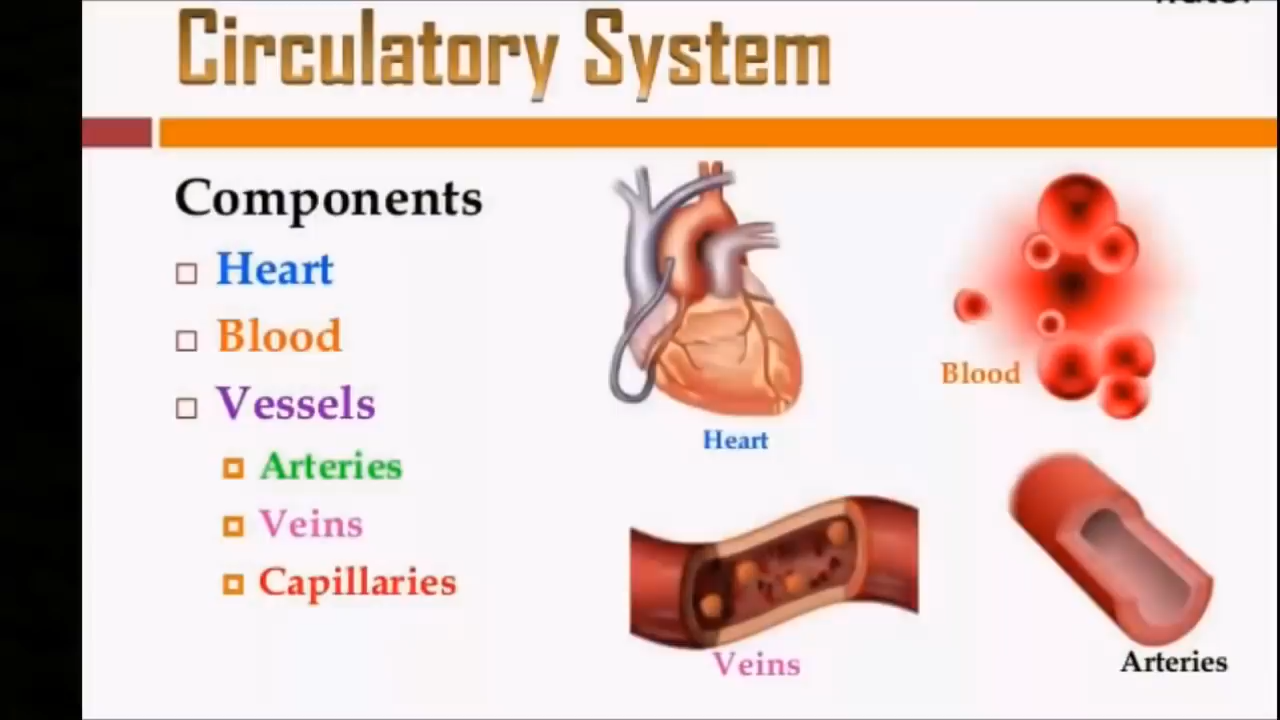 Circulatory System
Components
Heart
Blood
Vessels
Arteries
Veins
Capillaries
Heart
Blood
Veins
Arteries